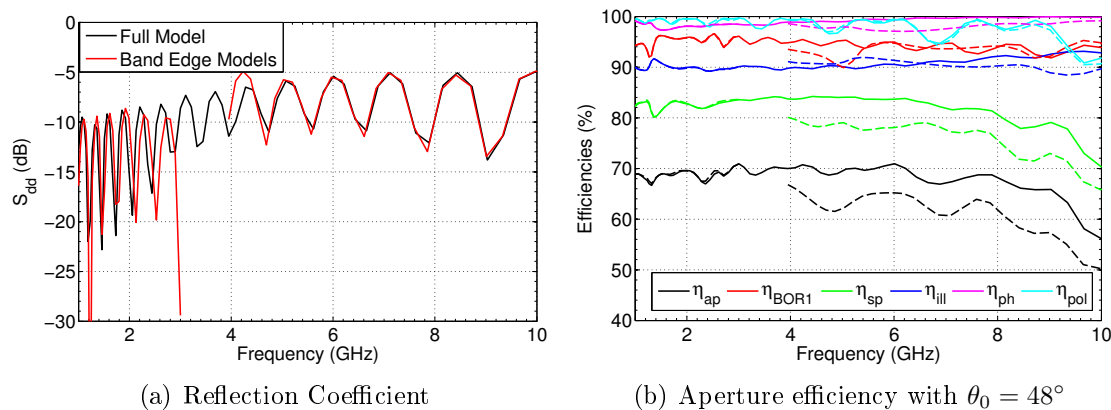 0
−5
−10
−15
−20
−25
−30
S_dd (dB)
Full Model
Band Edge Models
2 4 6 8 10
Frequency (GHz)
(a) Reflection Coefficient
100
90
80
70
60
50
40
Efficiencies (%)
η_ap η_BOR1 η_sp η_ill η_ph η_pol
2 4 6 8 10
Frequency (GHz)
(b) Aperture efficiency with θ_0 = 48°